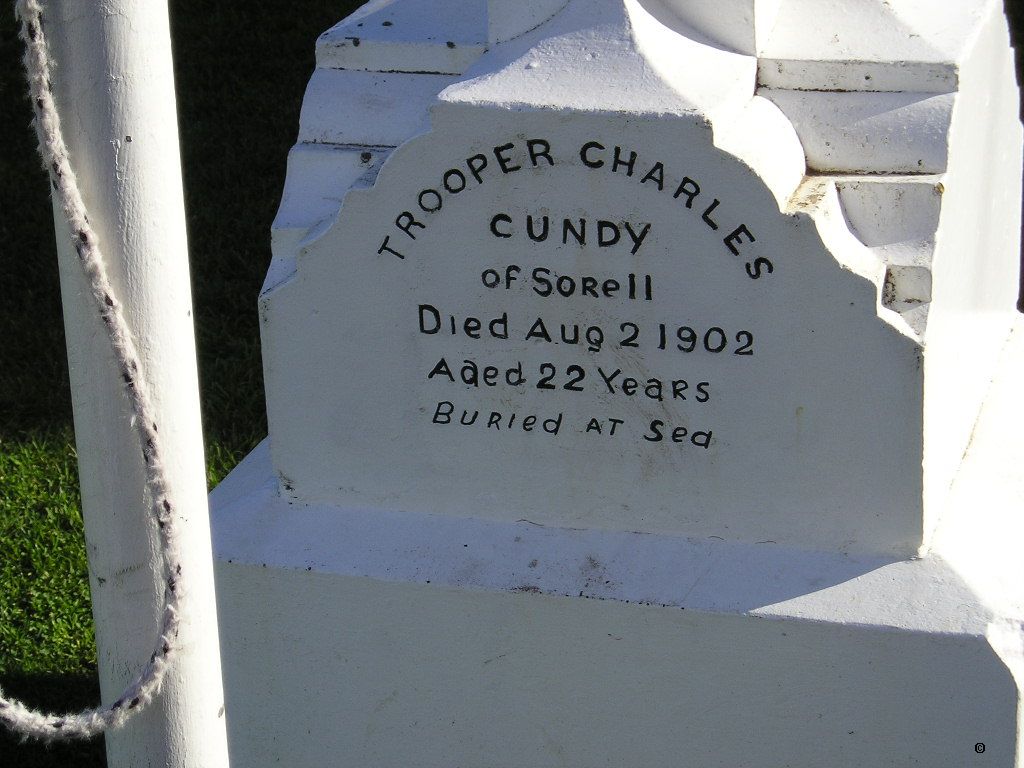 TROOPER CHARLES
CUNDY
of Sorell
Died Aug 2 1902
Aged 22 Years
Buried at Sea
©